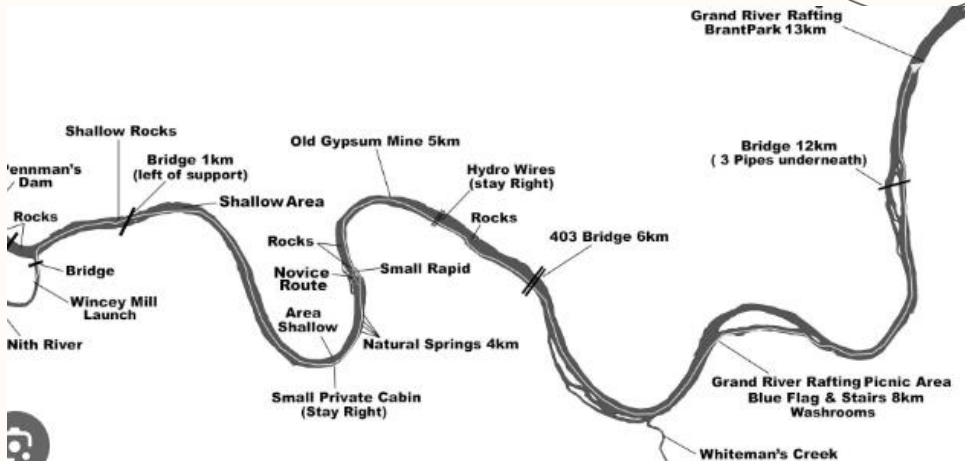 Grand River Rafting
BrantPark 13km
Shallow Rocks
Bridge 1km
(left of support)
Old Gypsum Mine 5km
Bridge 12km
( 3 Pipes underneath)
Hydro Wires
(stay Right)
Dam
Shallow Area
Rocks
Rocks
Rocks
403 Bridge 6km
Bridge
Novice
Route
Small Rapid
Wincey Mill
Launch
Area
Shallow
Nith River
Natural Springs 4km
Small Private Cabin
(Stay Right)
Grand River Rafting Picnic Area
Blue Flag & Stairs 8km
Washrooms
Whiteman's Creek